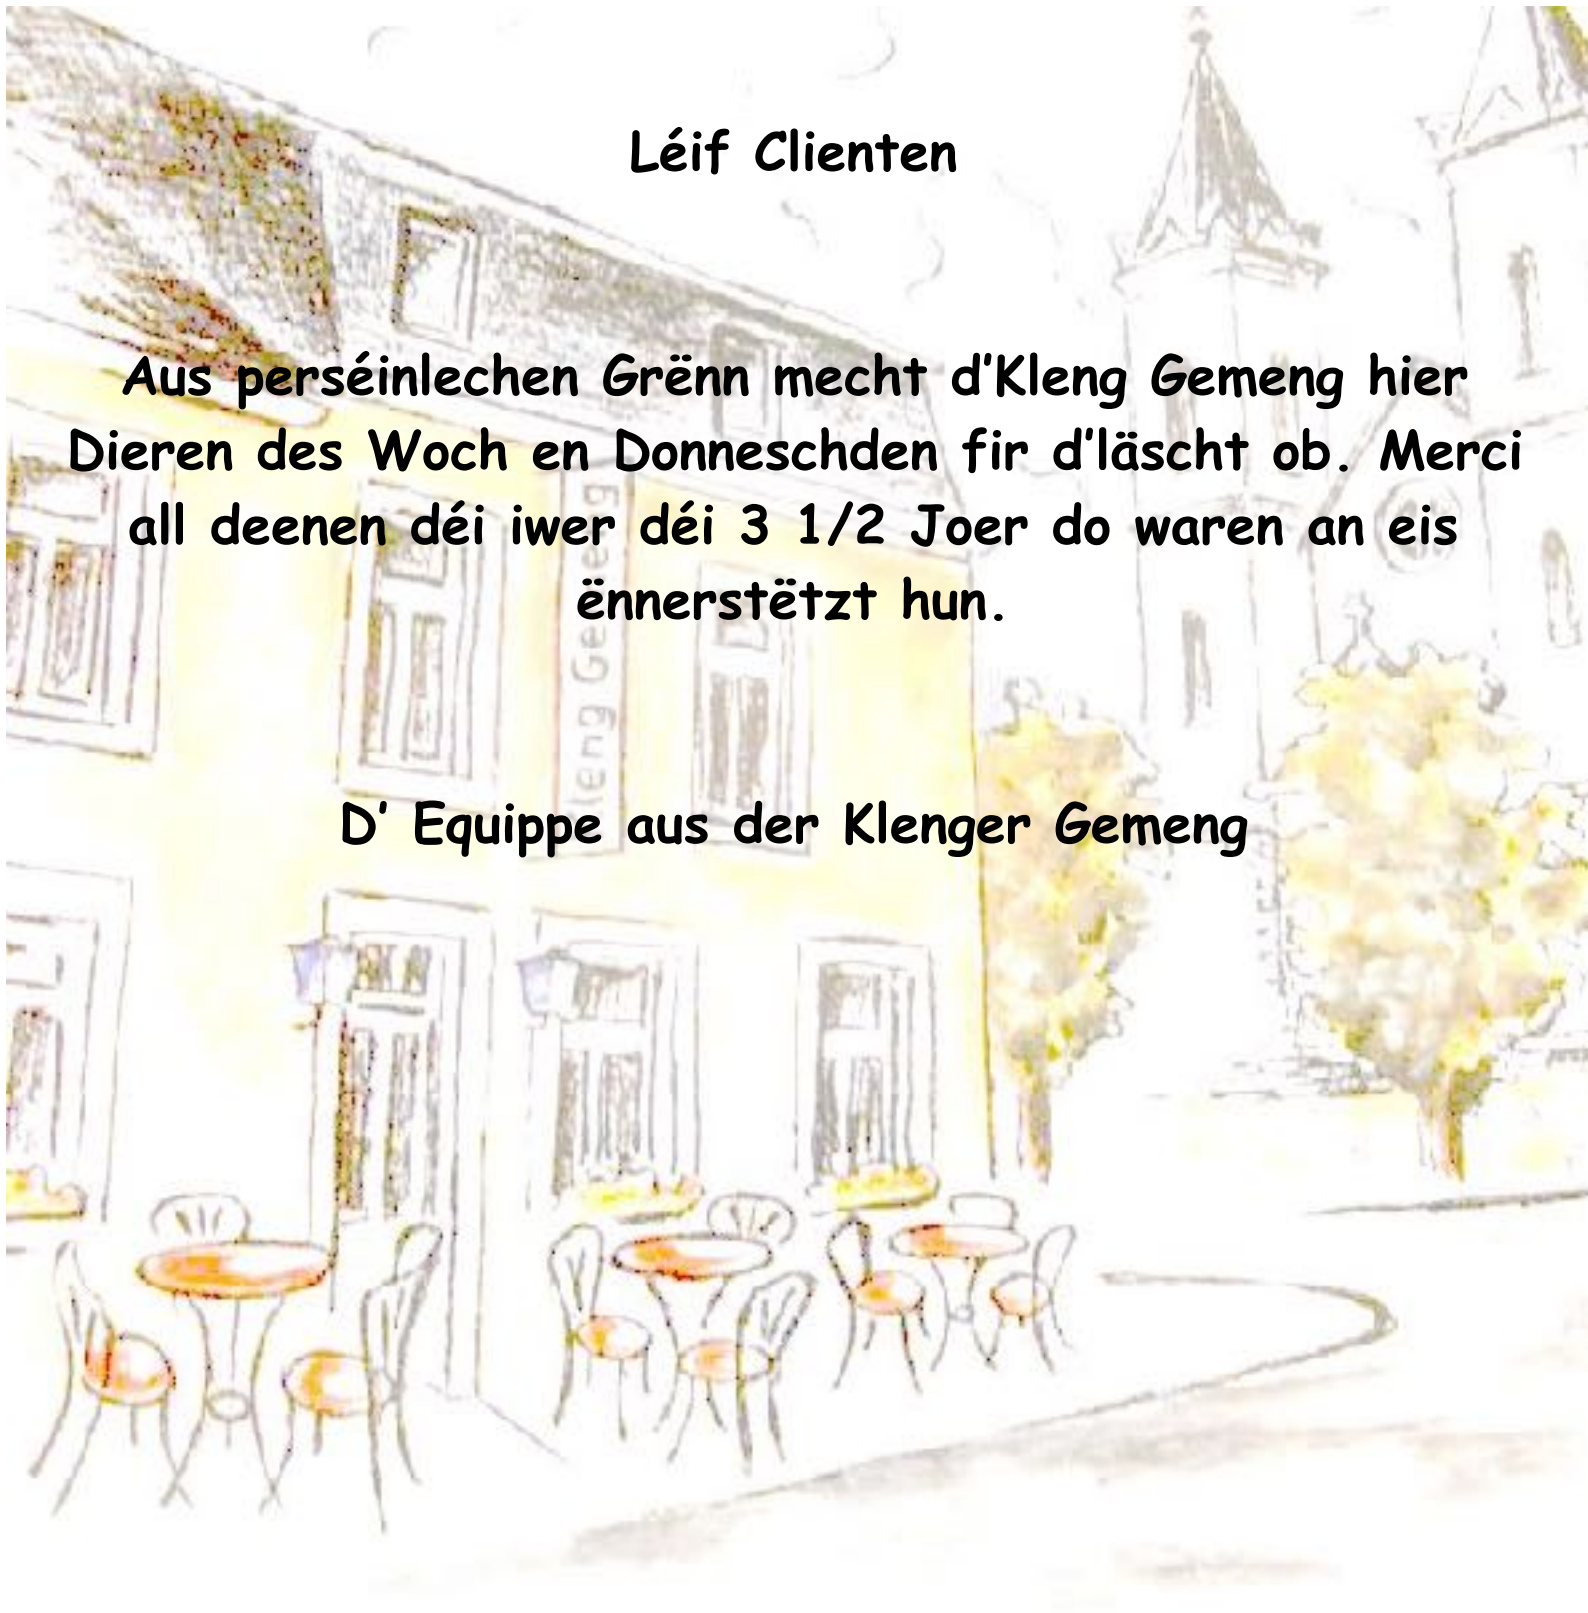 Léif Clienten
Aus perséinlechen Grënn mecht d'Kleng Gemeng hier
Dieren des Woch en Donneschden fir d'läscht ob. Merci
all deenen déi iwer déi 3 1/2 Joer do waren an eis
ënnerstëtzt hun.
D' Equippe aus der Klenger Gemeng